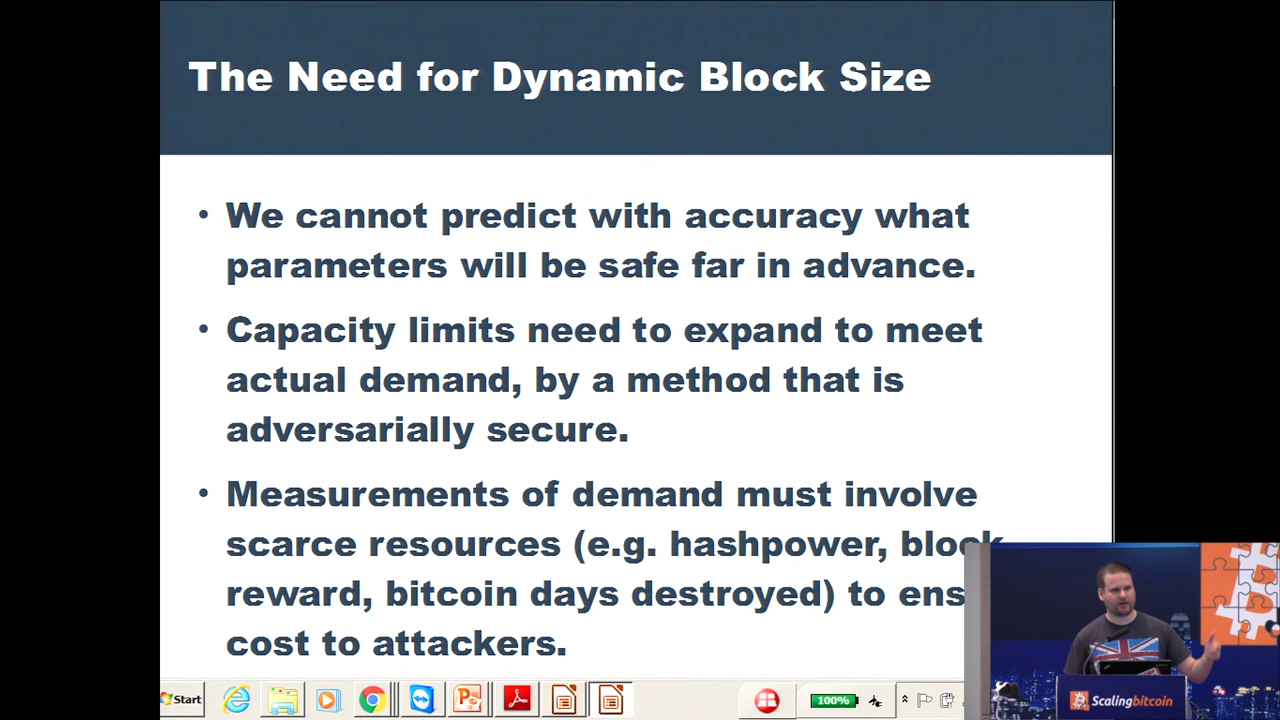 The Need for Dynamic Block Size
• We cannot predict with accuracy what
parameters will be safe far in advance.
• Capacity limits need to expand to meet
actual demand, by a method that is
adversarially secure.
• Measurements of demand must involve
scarce resources (e.g. hashpower, block
reward, bitcoin days destroyed) to ens
cost to attackers.
Start
100%
Scalingbitcoin